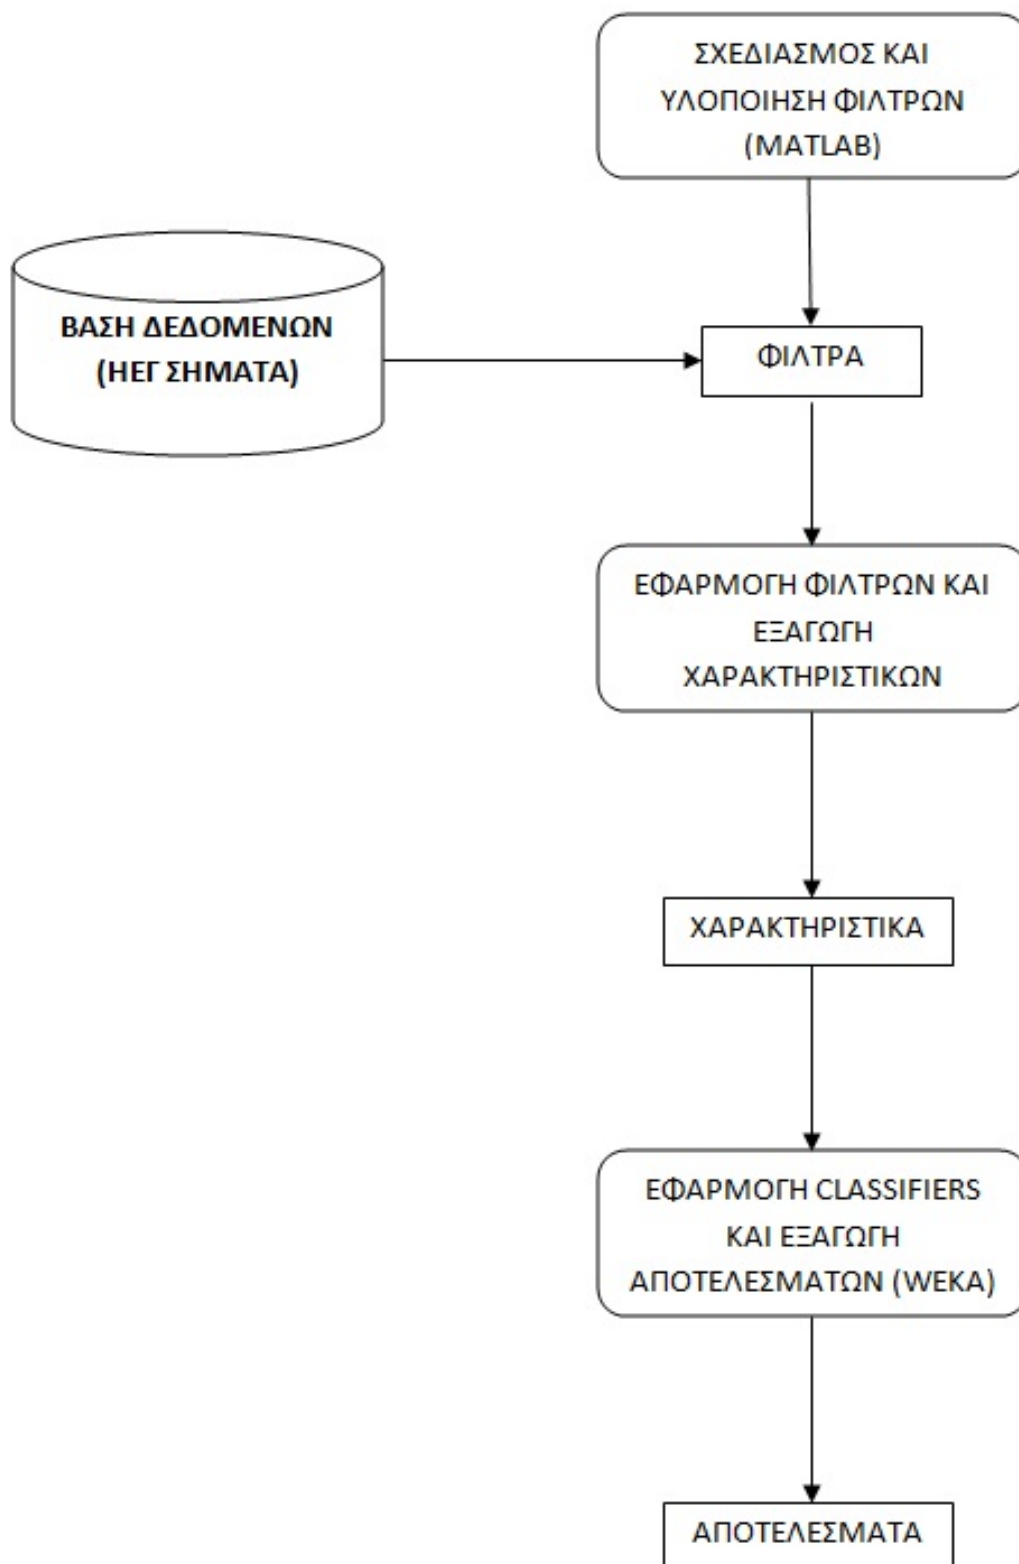 ΣΧΕΔΙΑΣΜΟΣ ΚΑΙ
ΥΛΟΠΟΙΗΣΗ ΦΙΛΤΡΩΝ
(MATLAB)
ΒΑΣΗ ΔΕΔΟΜΕΝΩΝ
(ΗΕΓ ΣΗΜΑΤΑ)
ΦΙΛΤΡΑ
ΕΦΑΡΜΟΓΗ ΦΙΛΤΡΩΝ ΚΑΙ
ΕΞΑΓΩΓΗ
ΧΑΡΑΚΤΗΡΙΣΤΙΚΩΝ
ΧΑΡΑΚΤΗΡΙΣΤΙΚΑ
ΕΦΑΡΜΟΓΗ CLASSIFIERS
ΚΑΙ ΕΞΑΓΩΓΗ
ΑΠΟΤΕΛΕΣΜΑΤΩΝ (WEKA)
ΑΠΟΤΕΛΕΣΜΑΤΑ